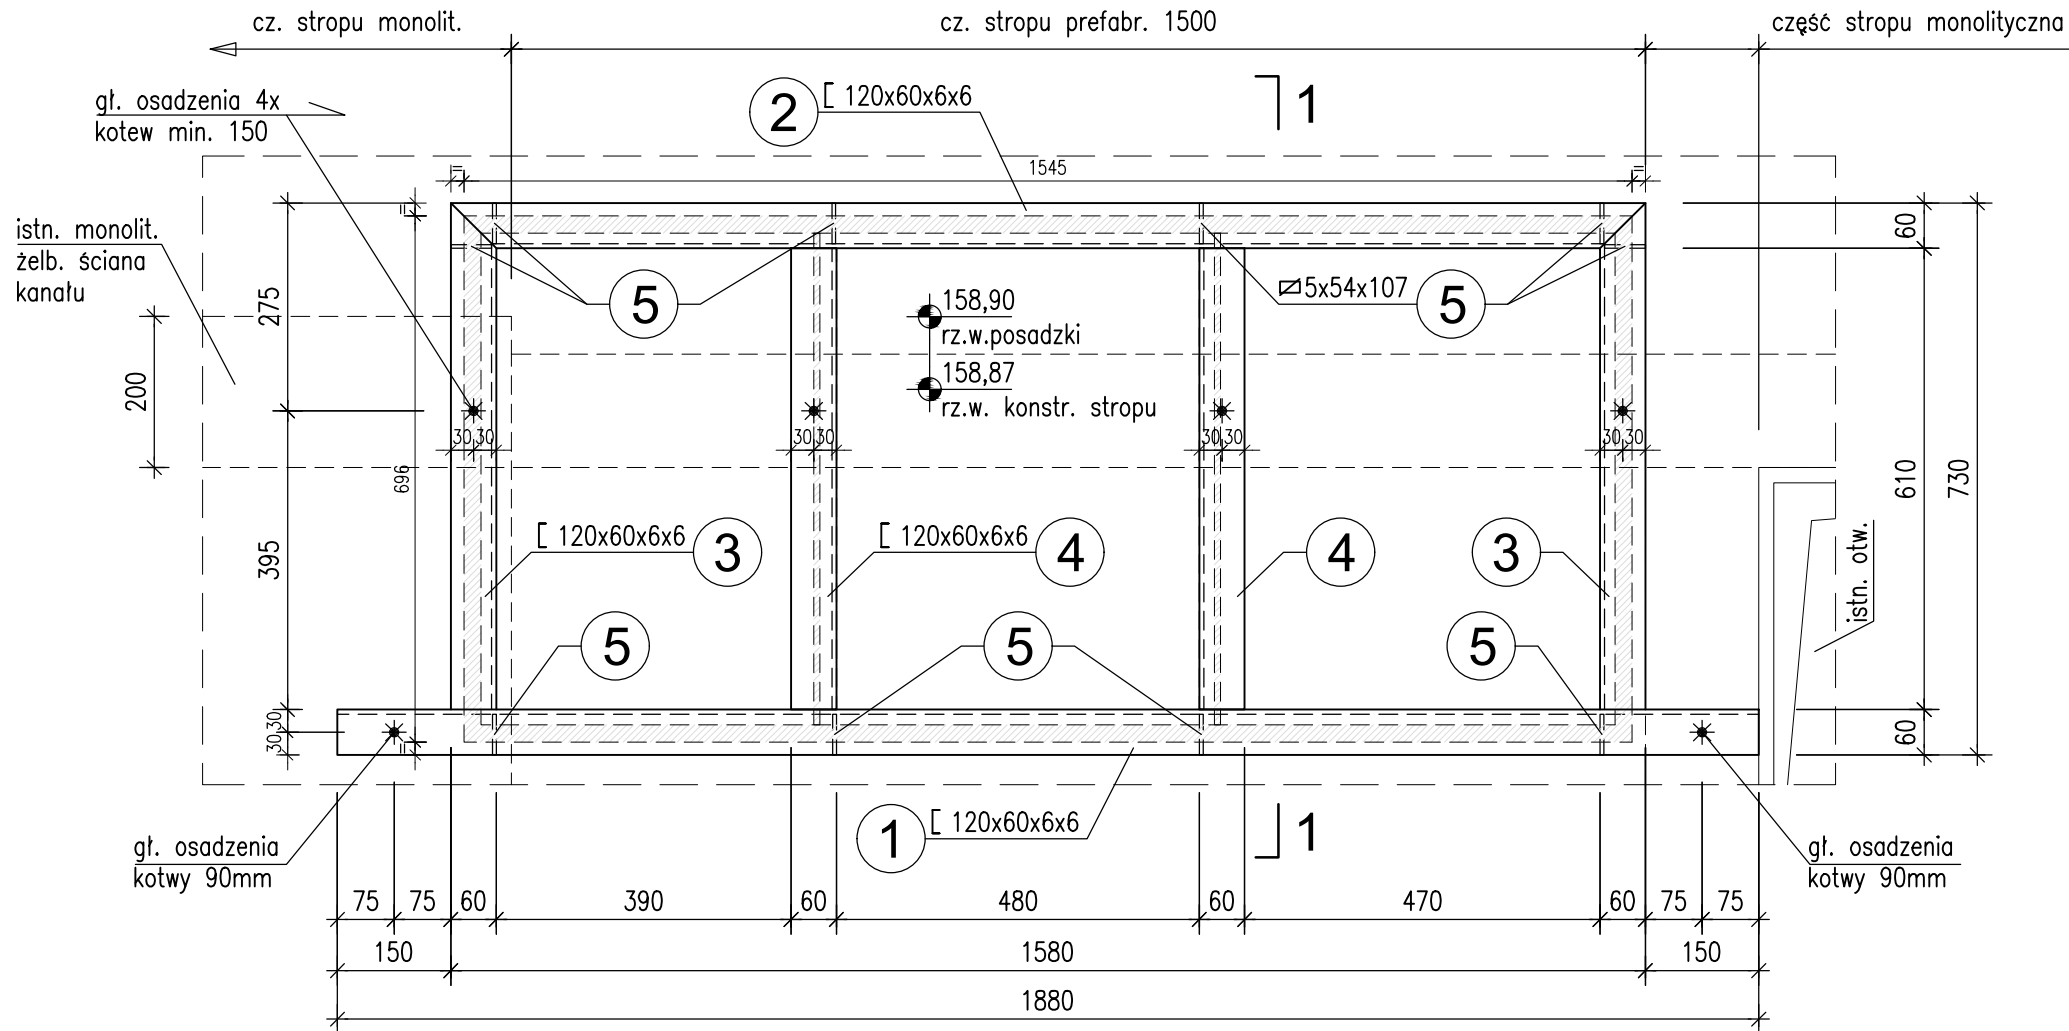 cz. stropu monolit.
cz. stropu prefabr. 1500
część stropu monolityczna
gł. osadzenia 4x
kotew min. 150
2
[ 120x60x6x6
1
=
1545
=
=
istn. monolit.
żelb. ściana
kanału
275
60
5
158,90
rz.w.posadzki
5x54x107
5
200
158,87
rz.w. konstr. stropu
30 30
30 30
30 30
30 30
696
395
610
730
[ 120x60x6x6
3
[ 120x60x6x6
4
4
3
istn. otw.
5
5
5
30 30
=
60
1
[ 120x60x6x6
1
gł. osadzenia
kotwy 90mm
gł. osadzenia
kotwy 90mm
75 75 60 390 60 480 60 470 60 75 75
150 1580 150
1880